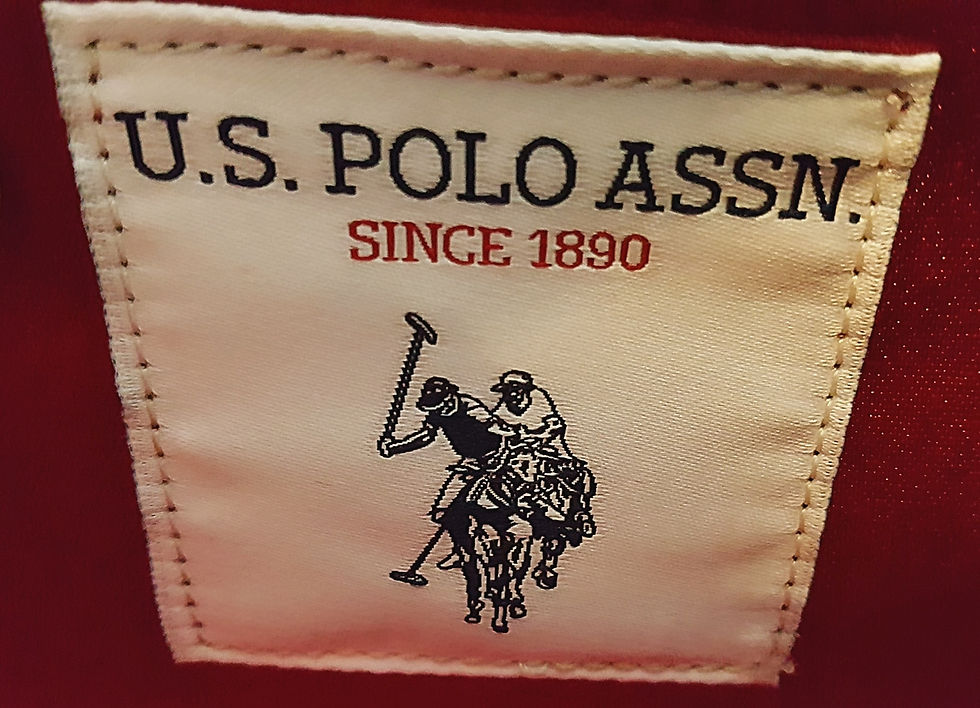 U.S. POLO ASSN.
SINCE 1890